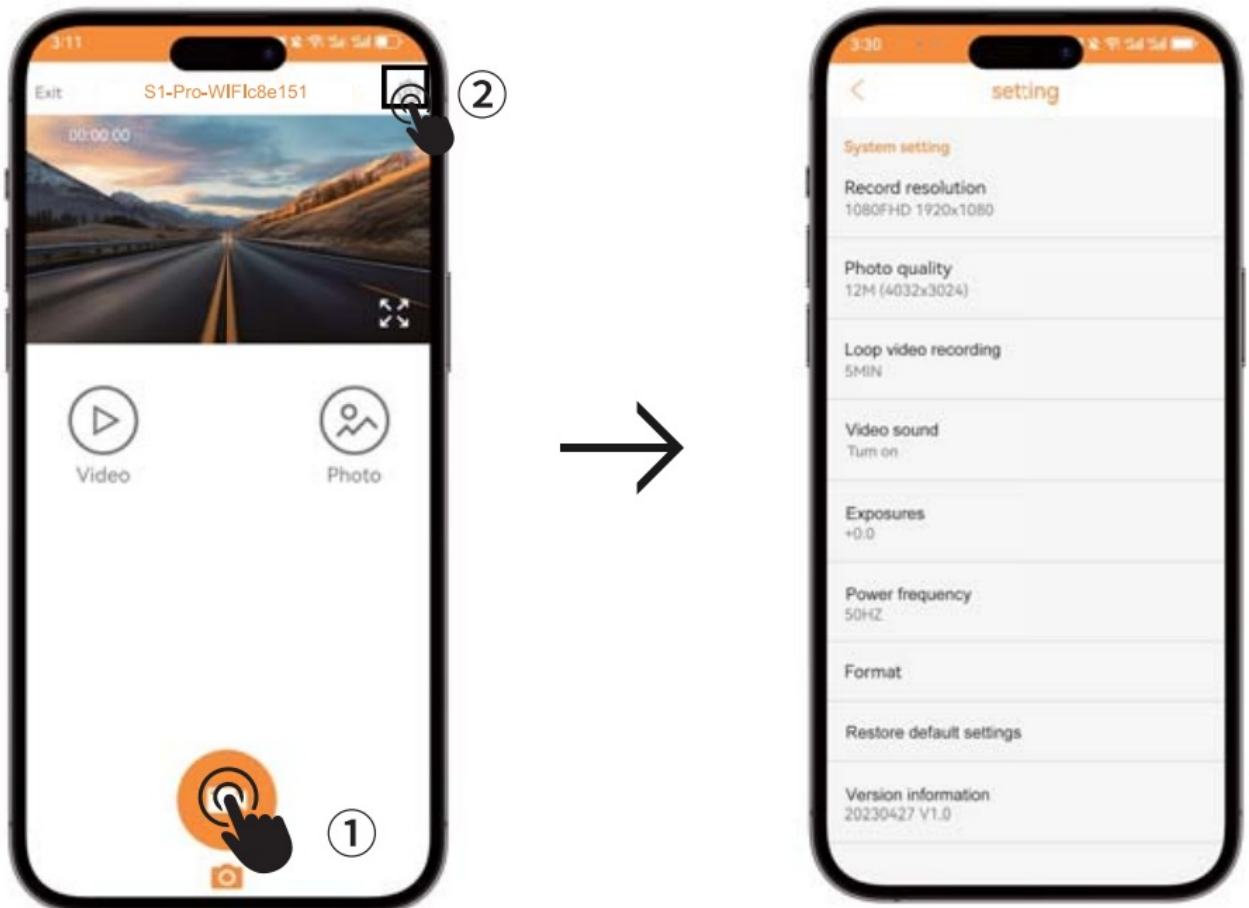 3:11
Exit
S1-Pro-WIFIc8e151
②
00:00:00
Video
Photo
①
3:30
setting
System setting
Record resolution
1080FHD 1920x1080
Photo quality
12M (4032x3024)
Loop video recording
5MIN
Video sound
Turn on
Exposures
+0.0
Power frequency
50HZ
Format
Restore default settings
Version information
20230427 V1.0